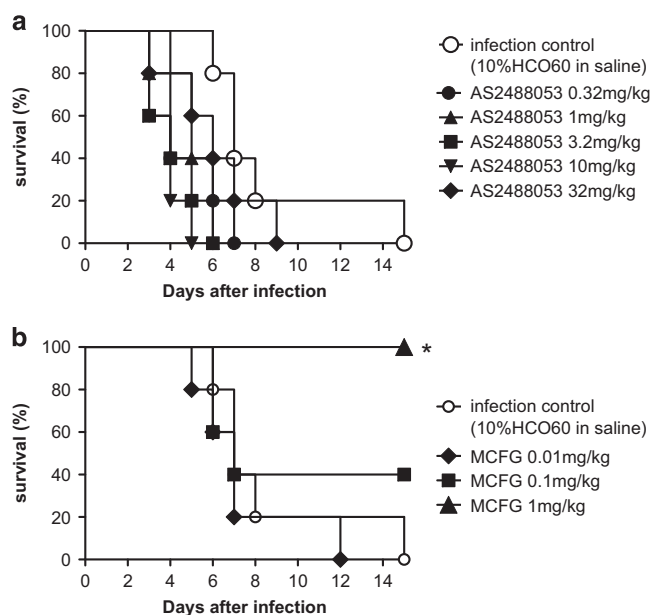 a
100
80
60
40
20
0
survival (%)
0 2 4 6 8 10 12 14
Days after infection
infection control
(10%HCO60 in saline)
AS2488053 0.32mg/kg
AS2488053 1mg/kg
AS2488053 3.2mg/kg
AS2488053 10mg/kg
AS2488053 32mg/kg
b
100
80
60
40
20
0
survival (%)
0 2 4 6 8 10 12 14
Days after infection
*
infection control
(10%HCO60 in saline)
MCFG 0.01mg/kg
MCFG 0.1mg/kg
MCFG 1mg/kg